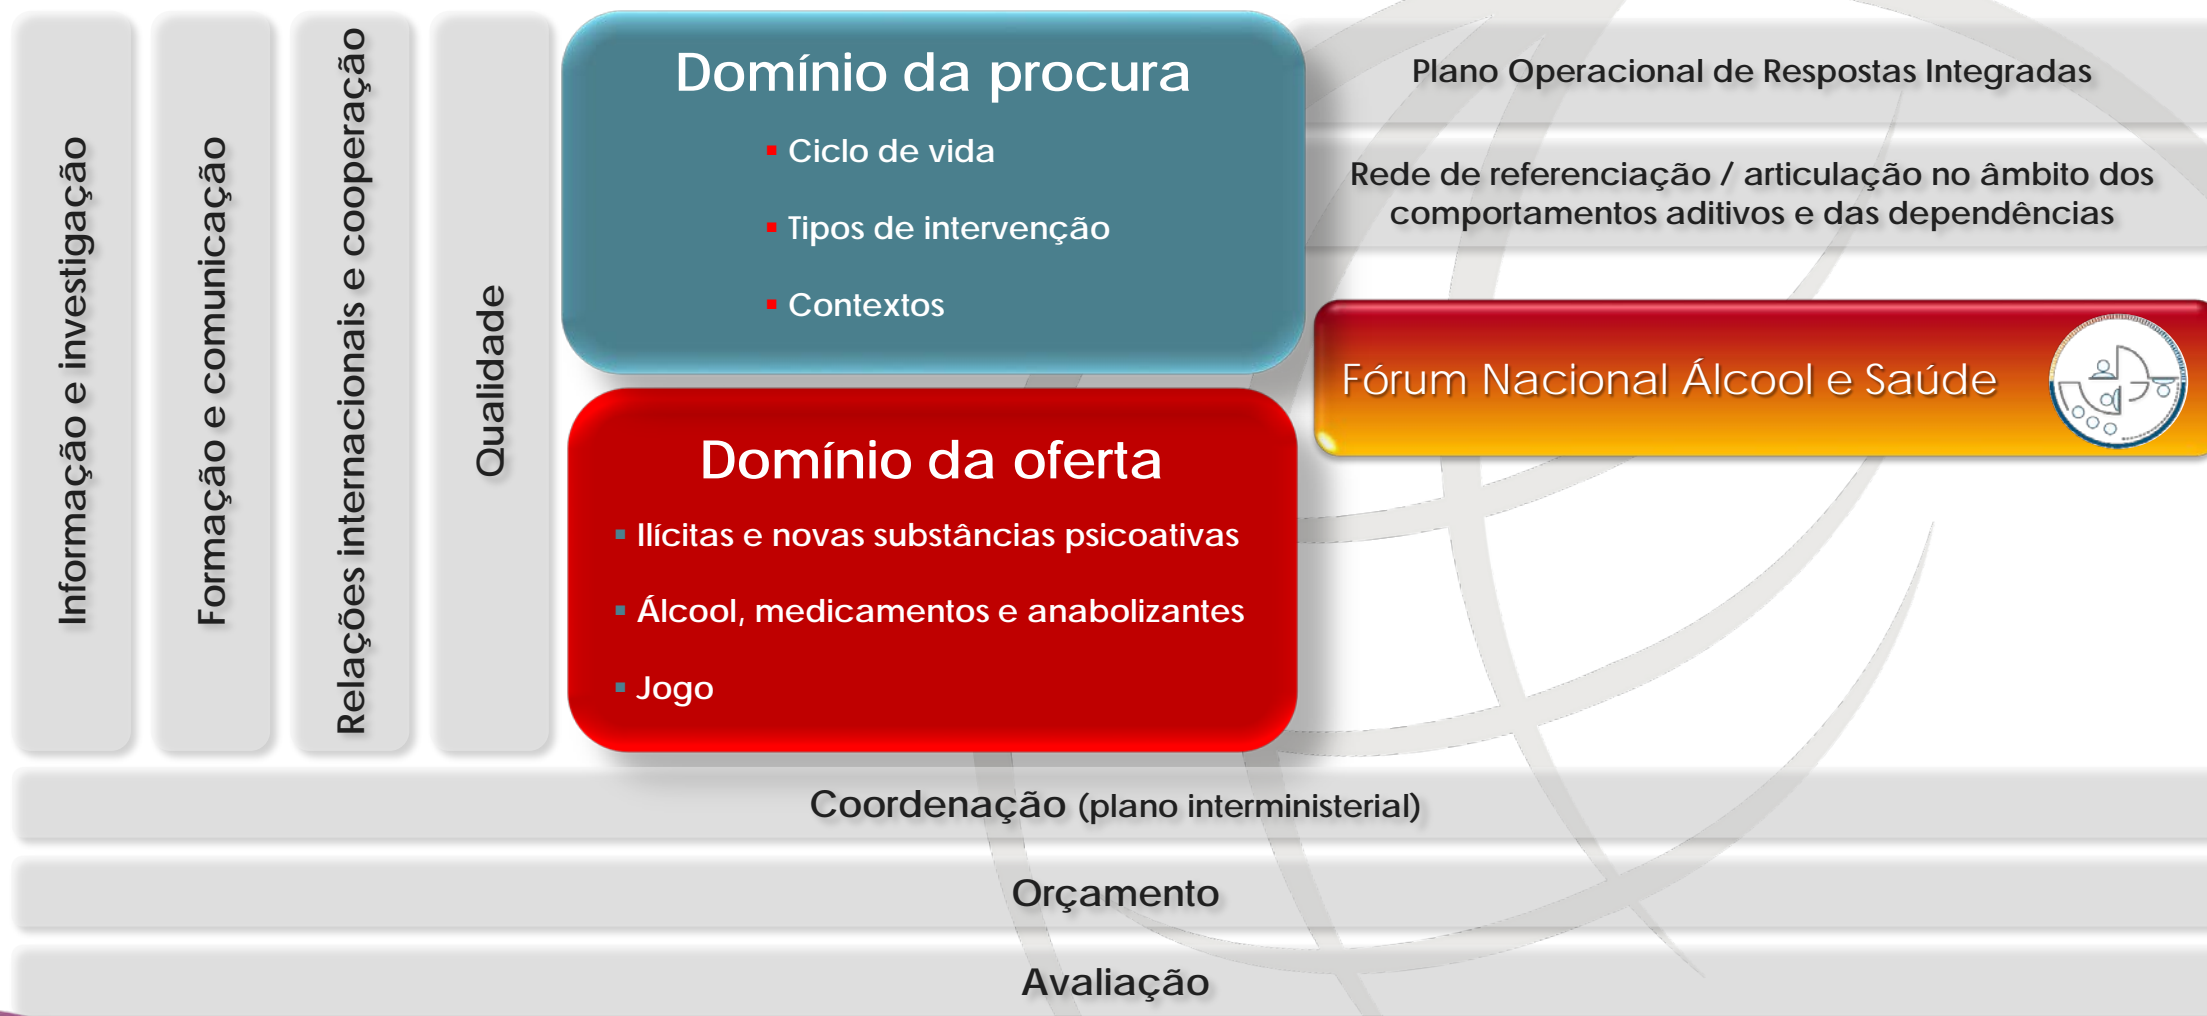 Informação e investigação
Formação e comunicação
Relações internacionais e cooperação
Qualidade
Domínio da procura
Ciclo de vida
Tipos de intervenção
Contextos
Domínio da oferta
Ilícitas e novas substâncias psicoativas
Álcool, medicamentos e anabolizantes
Jogo
Plano Operacional de Respostas Integradas
Rede de referenciação / articulação no âmbito dos
comportamentos aditivos e das dependências
Fórum Nacional Álcool e Saúde
Coordenação (plano interministerial)
Orçamento
Avaliação